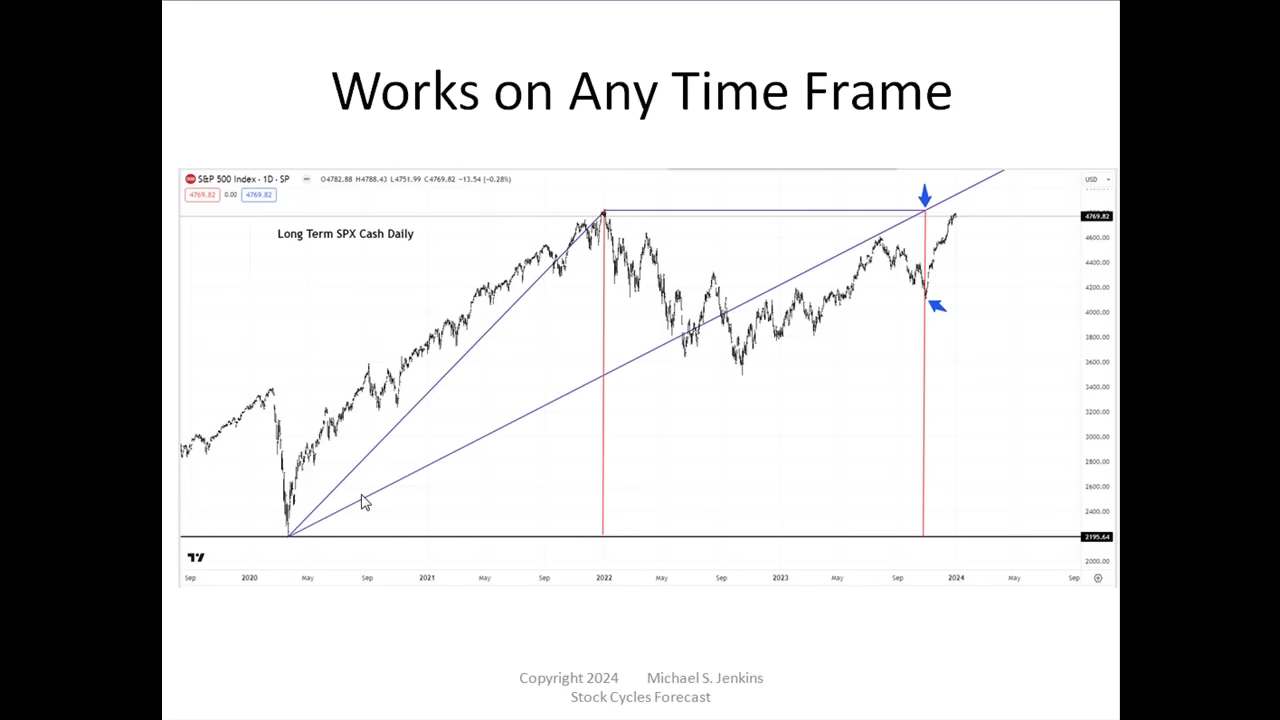 Works on Any Time Frame
S&P 500 Index · 1D · SP O4782.88 H4788.43 L4751.99 C4769.82 −13.54 (−0.28%)
USD
4769.82 0.00 4769.82
4769.82
Long Term SPX Cash Daily
4600.00
4400.00
4200.00
4000.00
3800.00
3600.00
3400.00
3200.00
3000.00
2800.00
2600.00
2400.00
2195.64
2000.00
Sep 2020 May Sep 2021 May Sep 2022 May Sep 2023 May Sep 2024 May Sep
Copyright 2024 Michael S. Jenkins
Stock Cycles Forecast